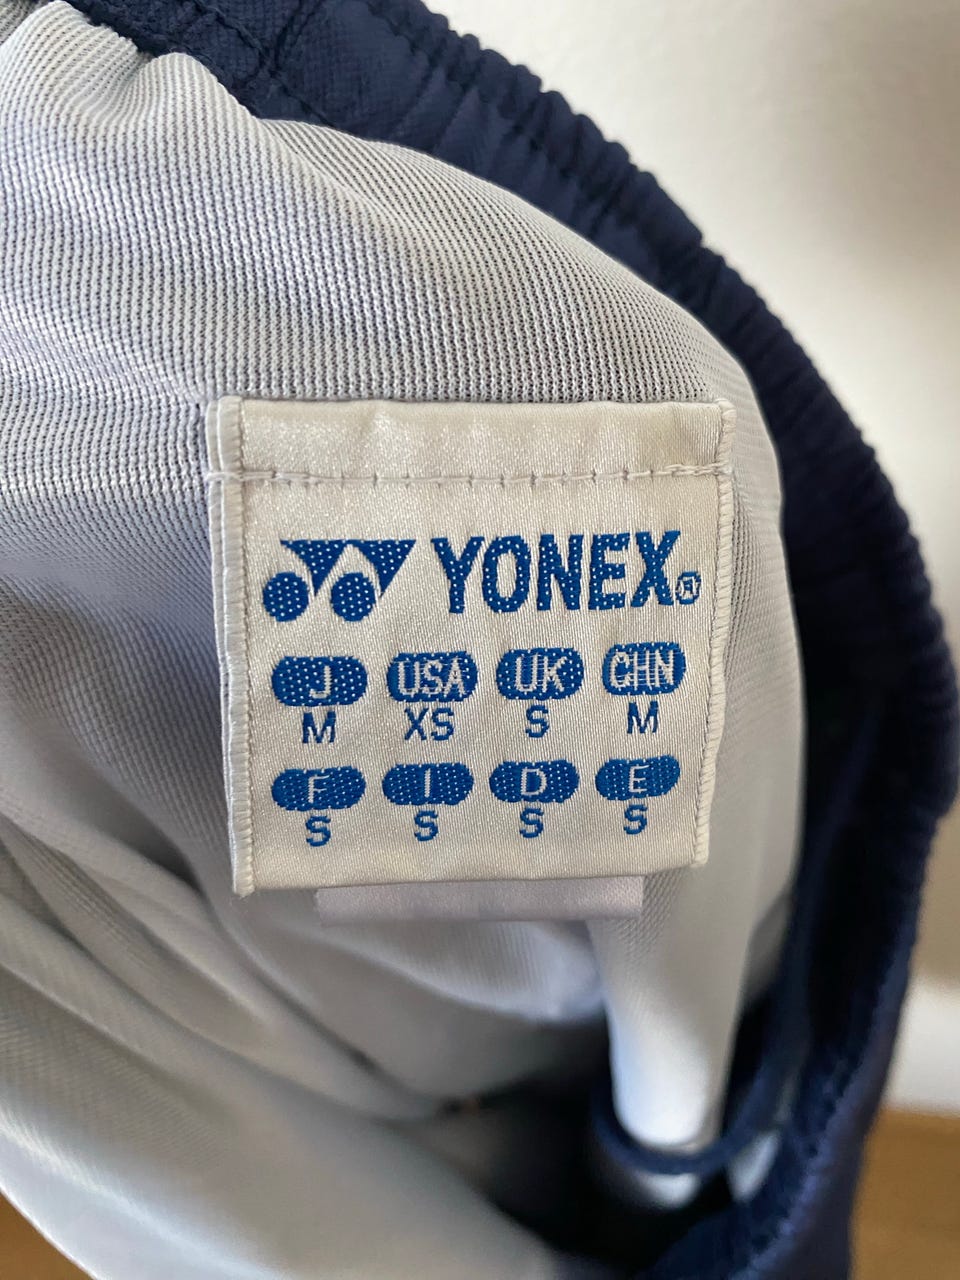 YONEX®
J USA UK CHN
M XS S M
F I D E
S S S S